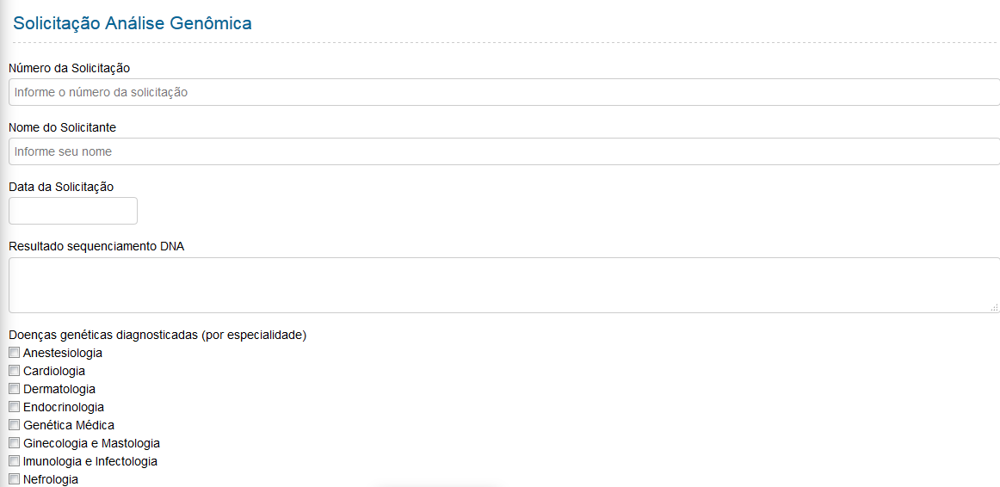 Solicitação Análise Genômica
Número da Solicitação
Informe o número da solicitação
Nome do Solicitante
Informe seu nome
Data da Solicitação
Resultado sequenciamento DNA
Doenças genéticas diagnosticadas (por especialidade)
Anestesiologia
Cardiologia
Dermatologia
Endocrinologia
Genética Médica
Ginecologia e Mastologia
Imunologia e Infectologia
Nefrologia